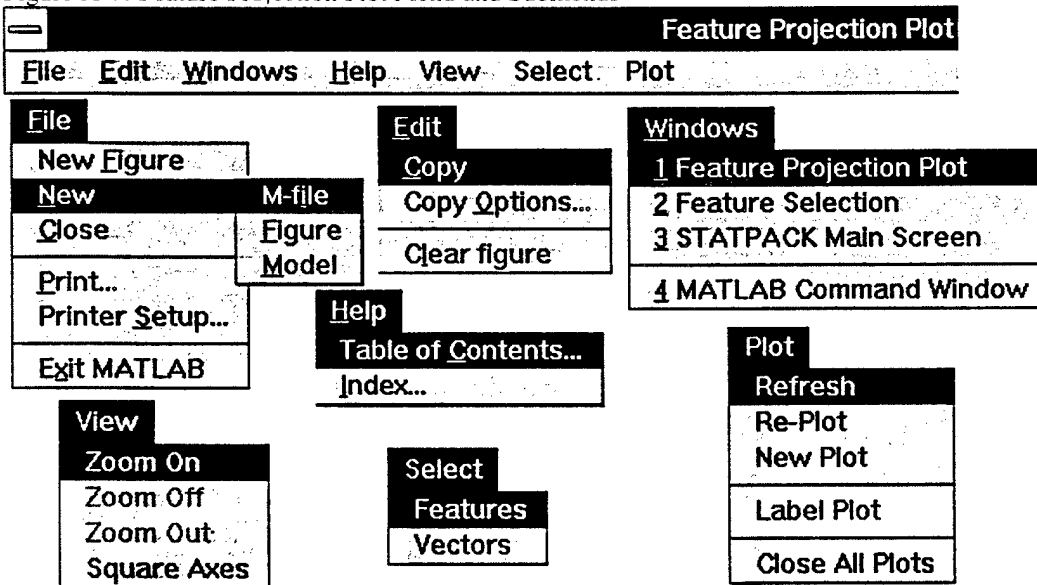 Feature Projection Plot
File Edit Windows Help View Select Plot
File
New Figure
New
Close
Print...
Printer Setup...
Exit MATLAB
M-file
Figure
Model
Edit
Copy
Copy Options...
Clear figure
Windows
1 Feature Projection Plot
2 Feature Selection
3 STATPACK Main Screen
4 MATLAB Command Window
Help
Table of Contents...
Index...
Plot
Refresh
Re-Plot
New Plot
Label Plot
Close All Plots
View
Zoom On
Zoom Off
Zoom Out
Square Axes
Select
Features
Vectors